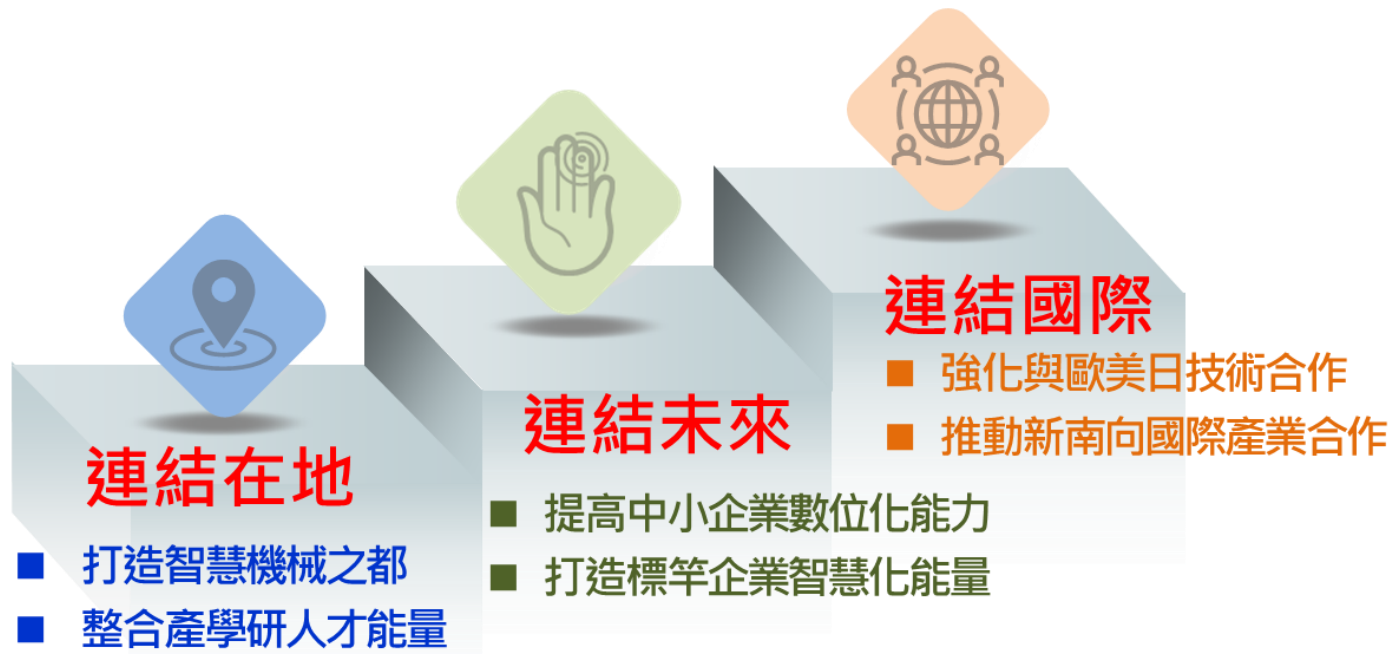 連結在地
■ 打造智慧機械之都
■ 整合產學研人才能量
連結未來
■ 提高中小企業數位化能力
■ 打造標竿企業智慧化能量
連結國際
■ 強化與歐美日技術合作
■ 推動新南向國際產業合作